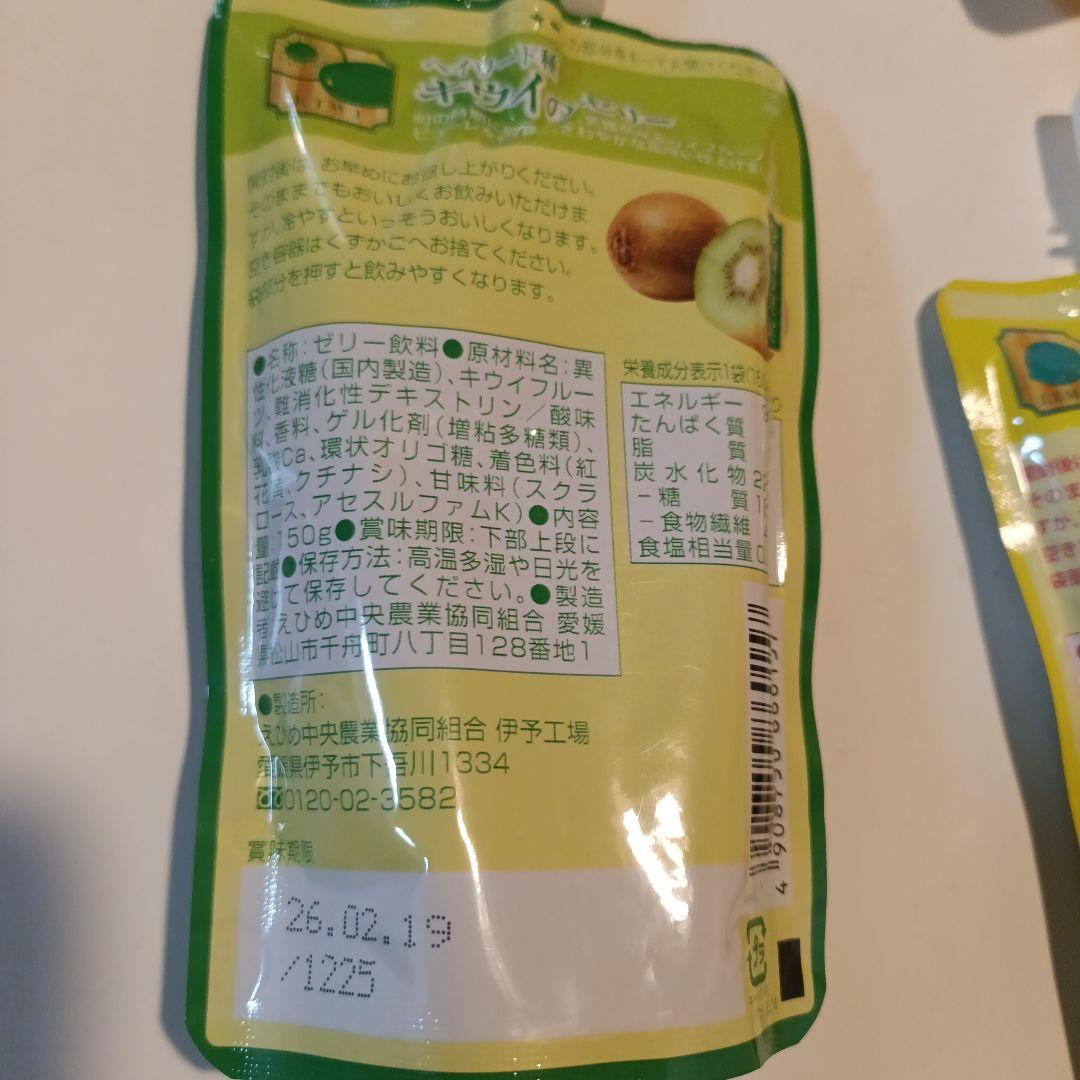 ヘイワード種
キウイのゼリー
開封後は、お早めにお召し上がりください。
そのままでもおいしくお飲みいただけま
すが、冷やすといっそうおいしくなります。
空き容器はくずかごへお捨てください。
部分を押すと飲みやすくなります。
●名称:ゼリー飲料●原材料名:異
性化液糖(国内製造)、キウイフルー
ツ、難消化性デキストリン/酸味
料、香料、ゲル化剤(増粘多糖類)、
乳酸Ca、環状オリゴ糖、着色料(紅
花黄、クチナシ)、甘味料(スクラ
ロース、アセスルファムK)●内容
量:150g●賞味期限:下部上段に
記載●保存方法:高温多湿や日光を
避けて保存してください。●製造
者 えひめ中央農業協同組合 愛媛
県松山市千舟町八丁目128番地1
栄養成分表示1袋
エネルギー
たんぱく質
脂質
炭水化物
-糖質
-食物繊維
食塩相当量
●製造所:
えひめ中央農業協同組合 伊予工場
愛媛県伊予市下吾川1334
0120-02-3582
賞味期限
26.02.19
/1225
プラ
そのま
すが、
空き